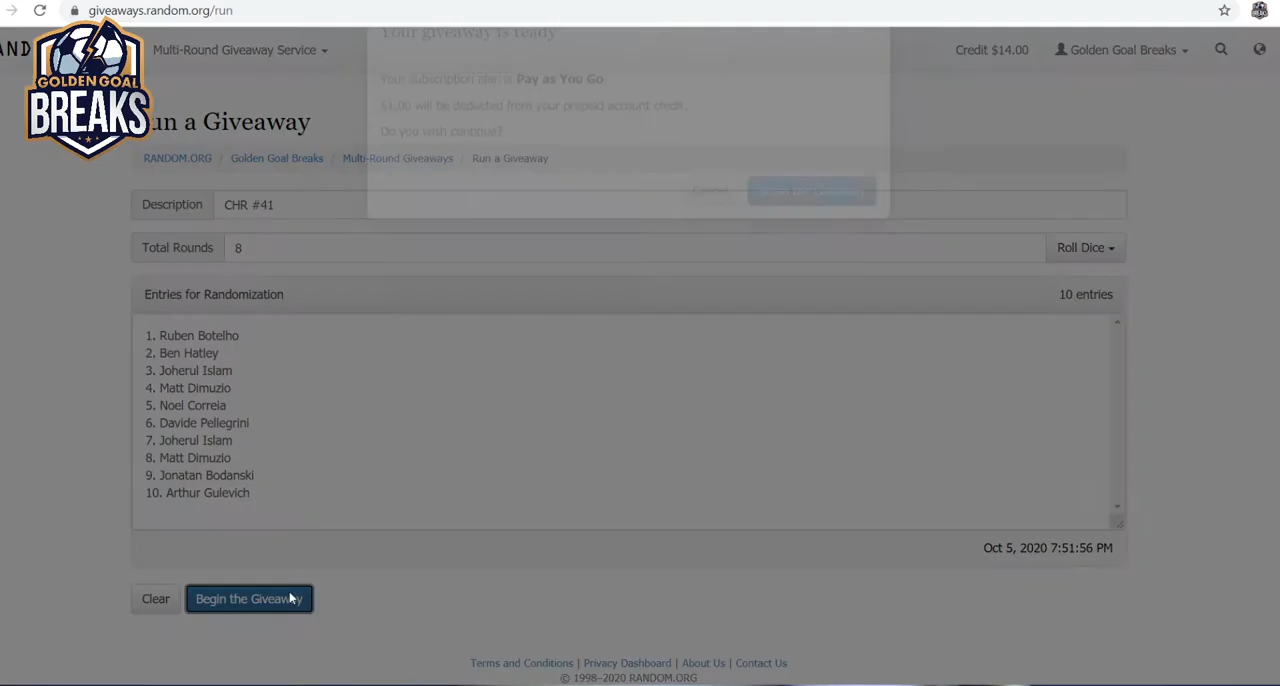 giveaways.random.org/run
Multi-Round Giveaway Service
Credit $14.00
Golden Goal Breaks
GOLDEN GOAL
BREAKS
un a Giveaway
RANDOM.ORG / Golden Goal Breaks / Multi-Round Giveaways / Run a Giveaway
Your giveaway is ready
Your subscription plan is Pay as You Go
$1.00 will be deducted from your prepaid account credit.
Do you wish continue?
Cancel
Description CHR #41
Total Rounds 8 Roll Dice
Entries for Randomization 10 entries
1. Ruben Botelho
2. Ben Hatley
3. Joherul Islam
4. Matt Dimuzio
5. Noel Correia
6. Davide Pellegrini
7. Joherul Islam
8. Matt Dimuzio
9. Jonatan Bodanski
10. Arthur Gulevich
Oct 5, 2020 7:51:56 PM
Clear Begin the Giveaway
Terms and Conditions | Privacy Dashboard | About Us | Contact Us
© 1998–2020 RANDOM.ORG